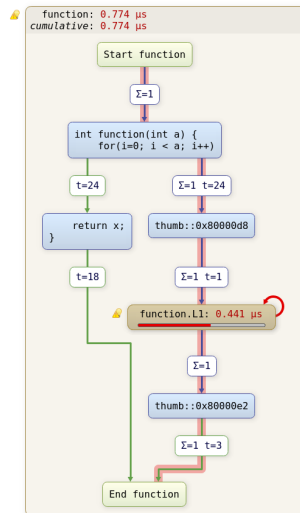 function: 0.774 µs
cumulative: 0.774 µs
Start function
Σ=1
int function(int a) {
for(i=0; i < a; i++)
t=24
Σ=1 t=24
return x;
}
thumb::0x80000d8
t=18
Σ=1 t=1
function.L1: 0.441 µs
Σ=1
thumb::0x80000e2
Σ=1 t=3
End function